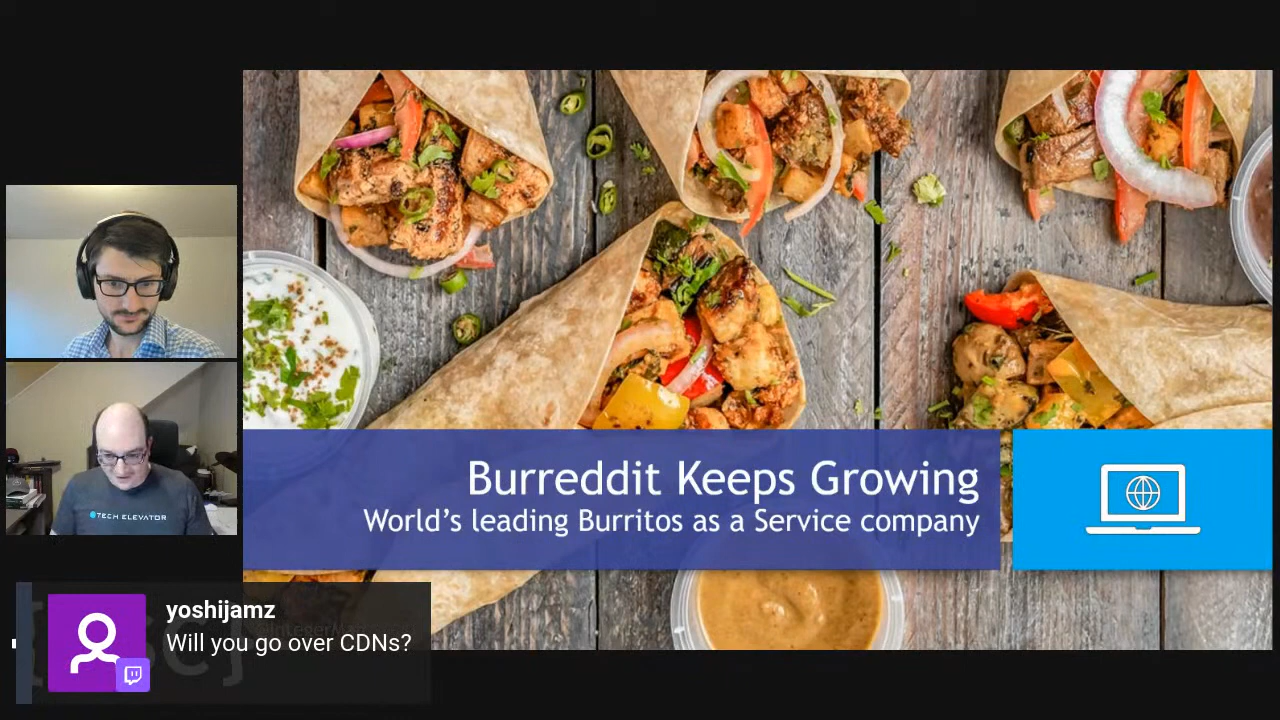 TECH ELEVATOR
Burreddit Keeps Growing
World's leading Burritos as a Service company
yoshijamz
Will you go over CDNs?